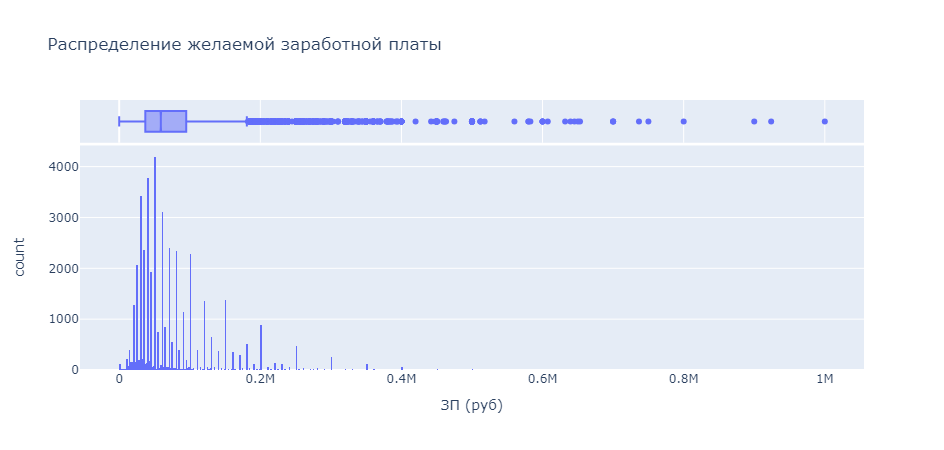 Распределение желаемой заработной платы
4000
3000
2000
1000
0
count
0
0.2M
0.4M
0.6M
0.8M
1M
ЗП (руб)